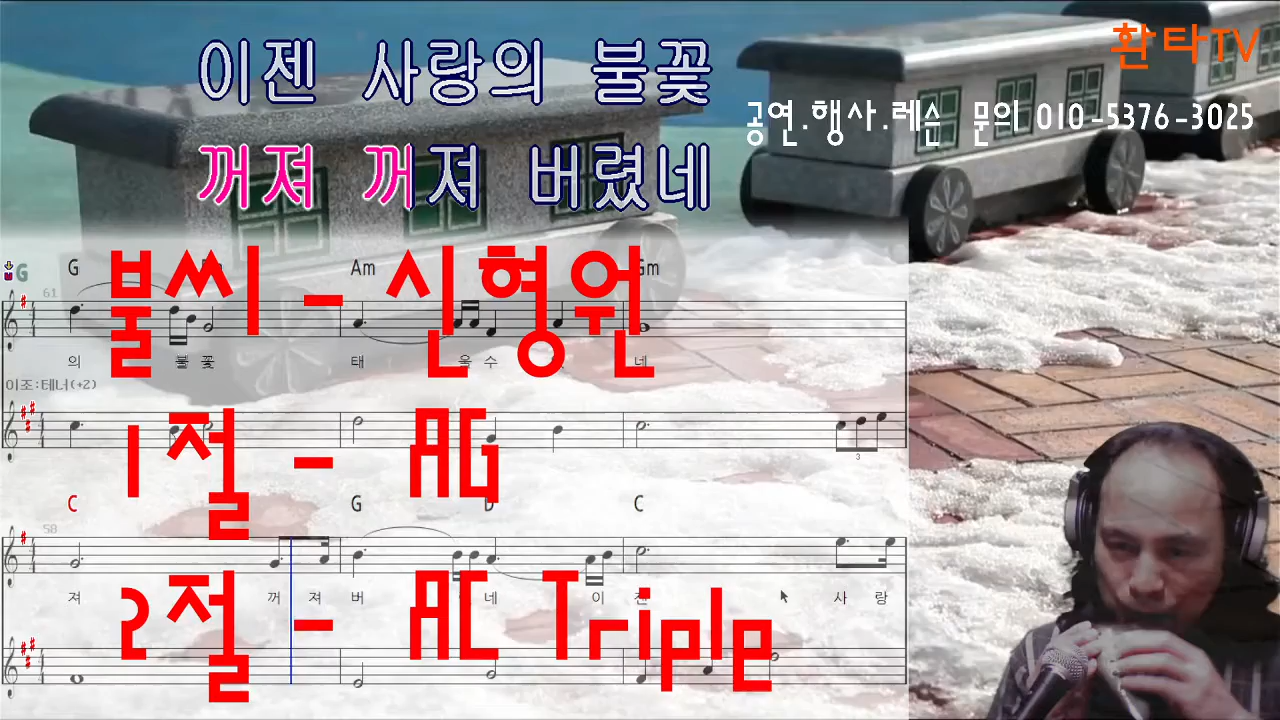 환타TV
이젠 사랑의 불꽃
공연.행사.레슨 문의 010-5376-3025
꺼져 꺼져 버렸네
G Am
불씨 - 신형원
61
의 불 꽃 태 울 수 네
이조:테너(+2)
1절 - AG
3
C G D C
58
져 꺼 져 버 네 이 젠 사 랑
2절 - AC Triple